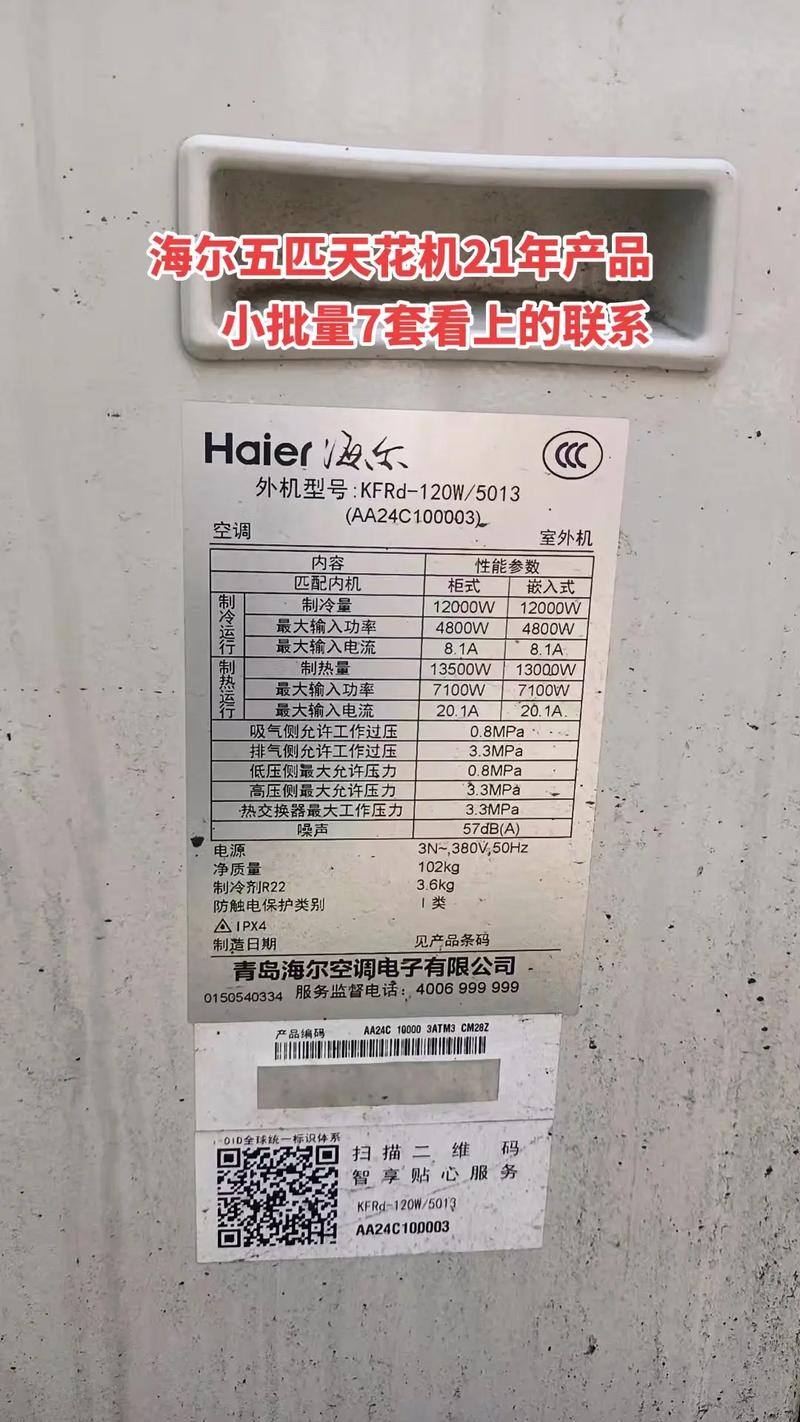 海尔五匹天花机21年产品
小批量7套看上的联系
Haier 海尔
CCC
外机型号:KFRd-120W/5013
(AA24C100003)
空调 室外机
内容 性能参数
匹配内机 柜式 嵌入式
制冷运行
制冷量 12000W 12000W
最大输入功率 4800W 4800W
最大输入电流 8.1A 8.1A
制热运行
制热量 13500W 13000W
最大输入功率 7100W 7100W
最大输入电流 20.1A 20.1A
吸气侧允许工作过压 0.8MPa
排气侧允许工作过压 3.3MPa
低压侧最大允许压力 0.8MPa
高压侧最大允许压力 3.3MPa
热交换器最大工作压力 3.3MPa
噪声 57dB(A)
电源 3N~,380V,50Hz
净质量 102kg
制冷剂R22 3.6kg
防触电保护类别 I 类
IPX4
制造日期 见产品条码
青岛海尔空调电子有限公司
0150540334 服务监督电话：4006 999 999
产品编码 AA24C 10000 3ATM3 CM28Z
OID全球统一标识体系
扫描二维码
智享贴心服务
KFRd-120W/5013
AA24C100003